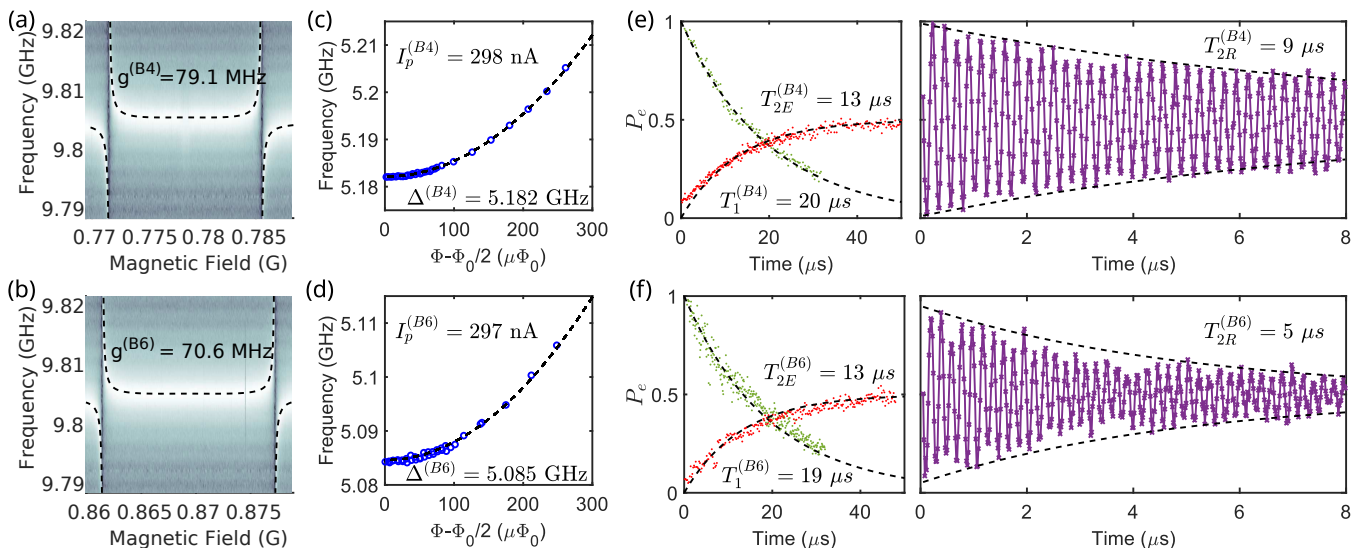 (a)
9.82
9.81
9.8
9.79
Frequency (GHz)
g^(B4)=79.1 MHz
0.77 0.775 0.78 0.785
Magnetic Field (G)
(b)
9.82
9.81
9.8
9.79
Frequency (GHz)
g^(B6) = 70.6 MHz
0.86 0.865 0.87 0.875
Magnetic Field (G)
(c)
5.21
5.2
5.19
5.18
Frequency (GHz)
I_p^(B4) = 298 nA
Δ^(B4) = 5.182 GHz
0 100 200 300
Φ-Φ_0/2 (μΦ_0)
(d)
5.11
5.1
5.09
5.08
Frequency (GHz)
I_p^(B6) = 297 nA
Δ^(B6) = 5.085 GHz
0 100 200 300
Φ-Φ_0/2 (μΦ_0)
(e)
1
0.5
0
P_e
T_2E^(B4) = 13 μs
T_1^(B4) = 20 μs
0 20 40
Time (μs)
T_2R^(B4) = 9 μs
0 2 4 6 8
Time (μs)
(f)
1
0.5
0
P_e
T_2E^(B6) = 13 μs
T_1^(B6) = 19 μs
0 20 40
Time (μs)
T_2R^(B6) = 5 μs
0 2 4 6 8
Time (μs)